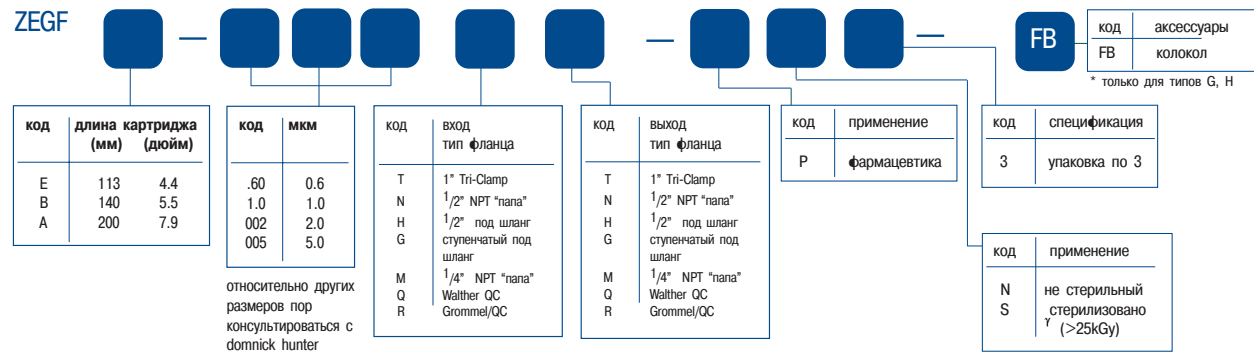 ZEGF – – – FB
код аксессуары
FB колокол
* только для типов G, H
код длина картриджа
(мм) (дюйм)
E 113 4.4
B 140 5.5
A 200 7.9
код мкм
.60 0.6
1.0 1.0
002 2.0
005 5.0
относительно других
размеров пор
консультироваться с
domnick hunter
код вход
тип фланца
T 1” Tri-Clamp
N 1/2” NPT “папа”
H 1/2” под шланг
G ступенчатый под
шланг
M 1/4” NPT “папа”
Q Walther QC
R Grommel/QC
код выход
тип фланца
T 1” Tri-Clamp
N 1/2” NPT “папа”
H 1/2” под шланг
G ступенчатый под
шланг
M 1/4” NPT “папа”
Q Walther QC
R Grommel/QC
код применение
P фармацевтика
код спецификация
3 упаковка по 3
код применение
N не стерильный
S γ стерилизовано
(>25kGy)